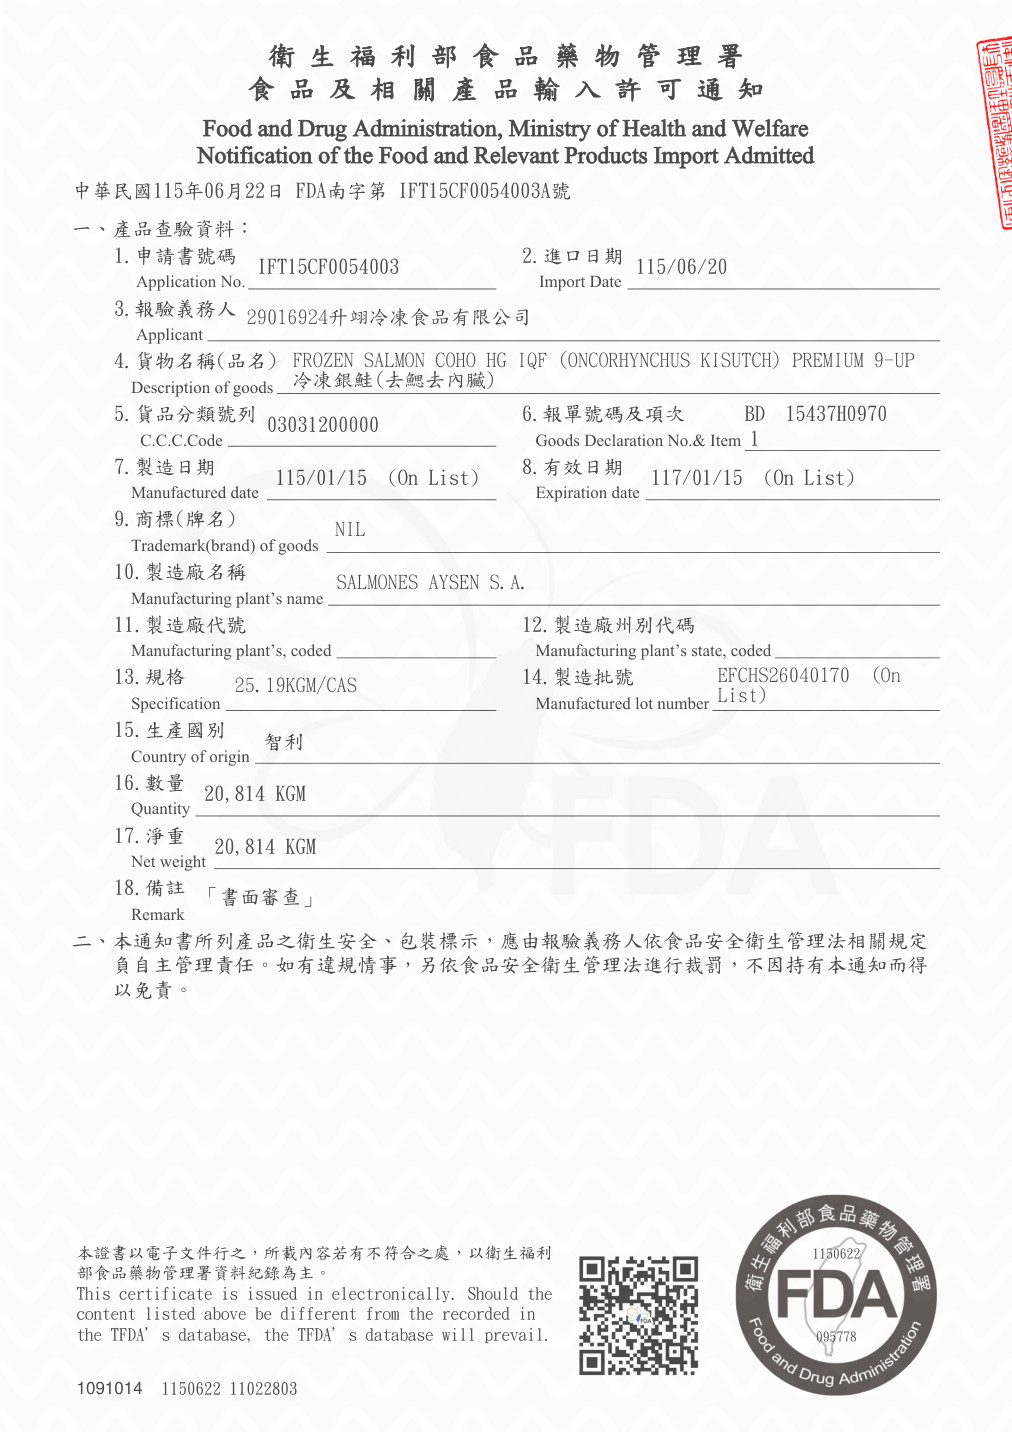 衛生福利部食品藥物管理署
食品及相關產品輸入許可通知
Food and Drug Administration, Ministry of Health and Welfare
Notification of the Food and Relevant Products Import Admitted
中華民國115年06月22日 FDA南字第 IFT15CF0054003A號
一、產品查驗資料：
1.申請書號碼 IFT15CF0054003 2.進口日期 115/06/20
Application No. Import Date
3.報驗義務人 29016924升翊冷凍食品有限公司
Applicant
4.貨物名稱(品名) FROZEN SALMON COHO HG IQF (ONCORHYNCHUS KISUTCH) PREMIUM 9-UP
Description of goods 冷凍銀鮭(去鰓去內臟)
5.貨品分類號列 03031200000 6.報單號碼及項次 BD 15437H0970
C.C.C.Code Goods Declaration No.& Item 1
7.製造日期 115/01/15 (On List) 8.有效日期 117/01/15 (On List)
Manufactured date Expiration date
9.商標(牌名) NIL
Trademark(brand) of goods
10.製造廠名稱 SALMONES AYSEN S.A.
Manufacturing plant's name
11.製造廠代號 12.製造廠州別代碼
Manufacturing plant's, coded Manufacturing plant's state, coded
13.規格 25.19KGM/CAS 14.製造批號 EFCHS26040170 (On
Specification Manufactured lot number List)
15.生產國別 智利
Country of origin
16.數量 20,814 KGM
Quantity
17.淨重 20,814 KGM
Net weight
18.備註 「書面審查」
Remark
二、本通知書所列產品之衛生安全、包裝標示，應由報驗義務人依食品安全衛生管理法相關規定
負自主管理責任。如有違規情事，另依食品安全衛生管理法進行裁罰，不因持有本通知而得
以免責。
本證書以電子文件行之，所載內容若有不符合之處，以衛生福利
部食品藥物管理署資料紀錄為主。
This certificate is issued in electronically. Should the
content listed above be different from the recorded in
the TFDA's database, the TFDA's database will prevail.
衛生福利部食品藥物管理署
1150622
FDA
095778
Food and Drug Administration
1091014 1150622 11022803